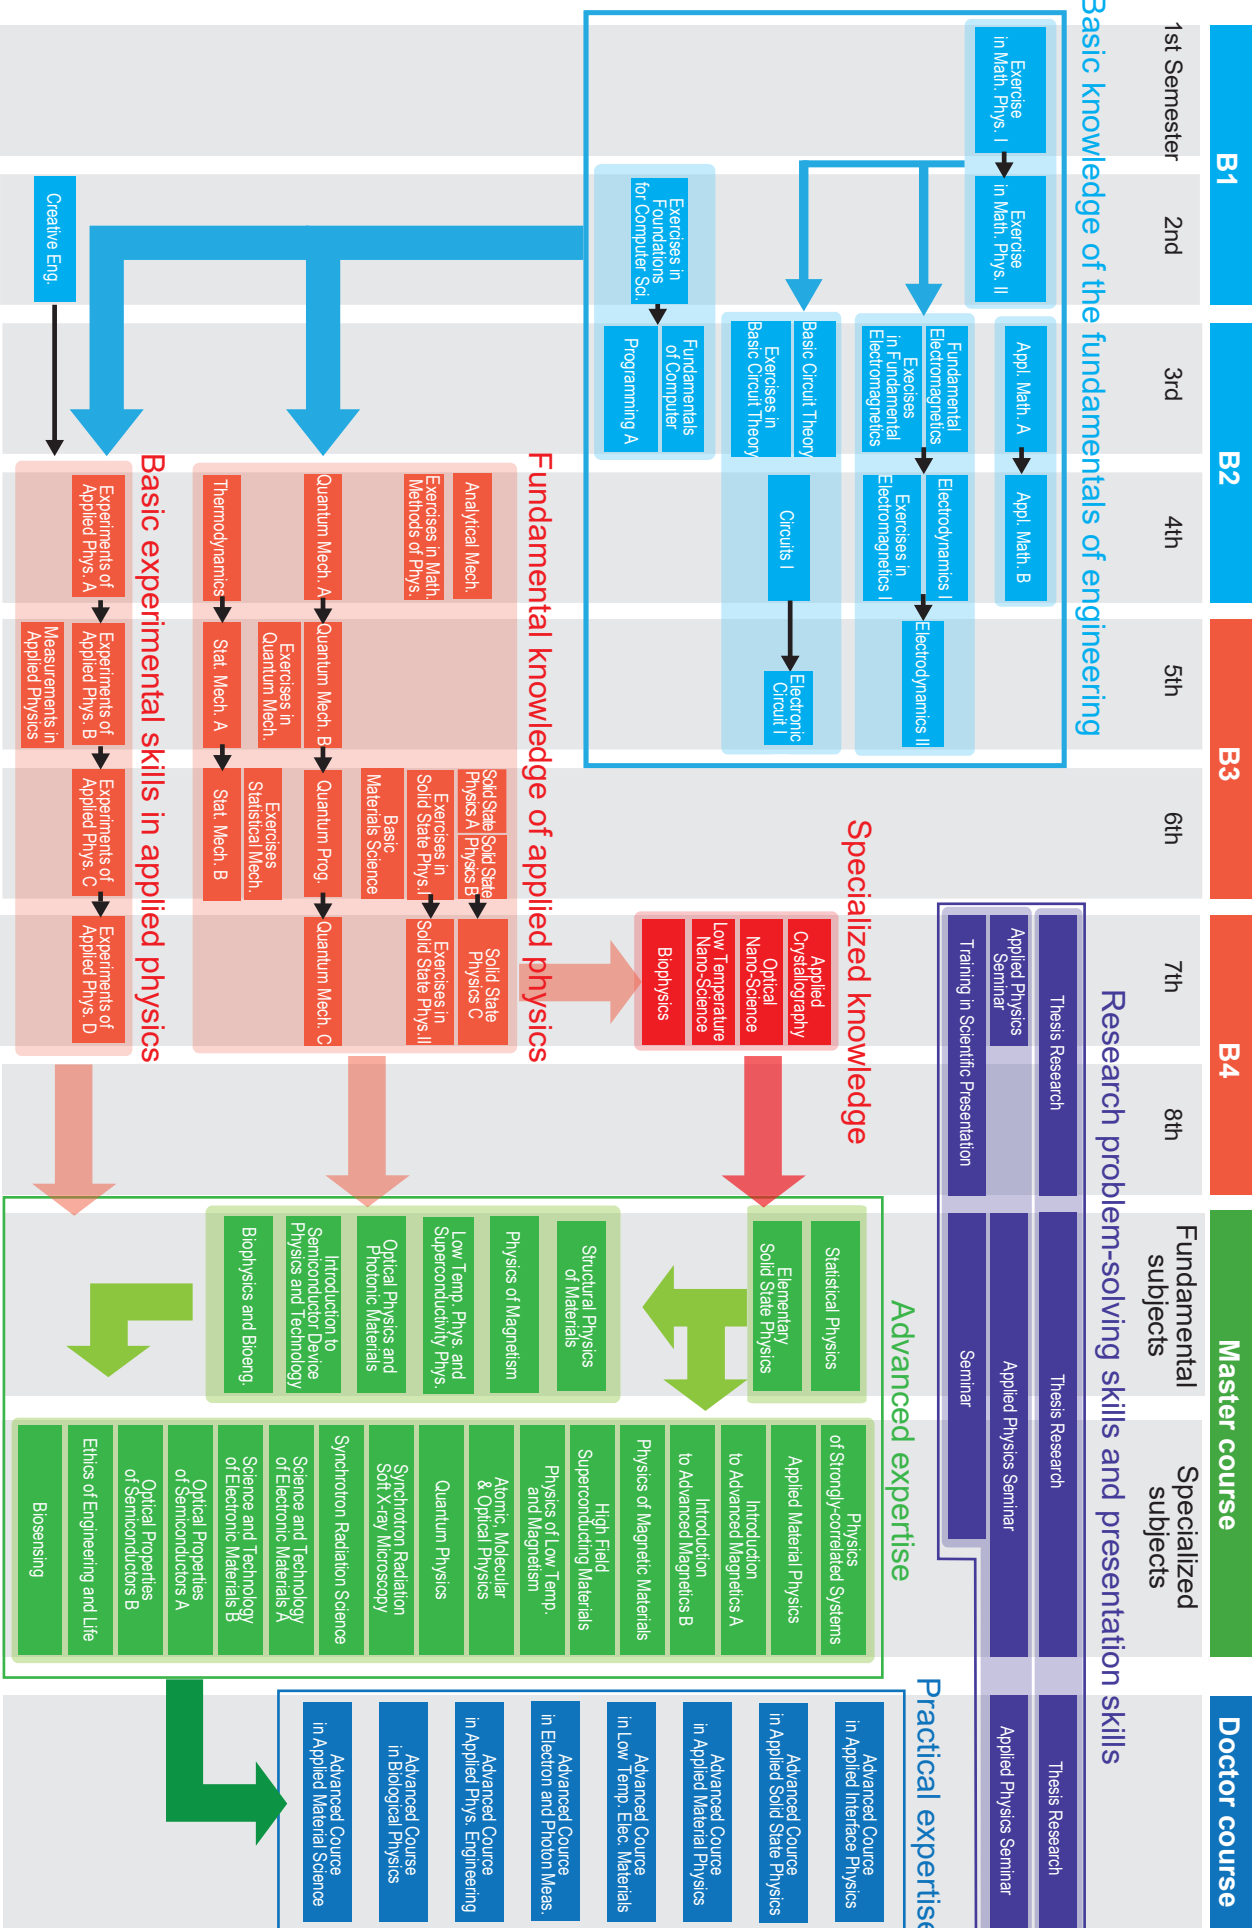 B1
B2
B3
B4
Master course
Doctor course
1st Semester
2nd
3rd
4th
5th
6th
7th
8th
Fundamental
subjects
Specialized
subjects
Basic knowledge of the fundamentals of engineering
Exercise
in Math. Phys. I
Exercise
in Math. Phys. II
Appl. Math. A
Appl. Math. B
Fundamental
Electromagnetics
Execises
in Fundamental
Electromagnetics
Electrodynamics I
Exercises in
Electromagnetics I
Electrodynamics II
Basic Circuit Theory
Exercises in
Basic Circuit Theory
Circuits I
Electronic
Circuit I
Exercises in
Foundations
for Computer Sci.
Fundamentals
of Computer
Programming A
Creative Eng.
Research problem-solving skills and presentation skills
Thesis Research
Thesis Research
Thesis Research
Applied Physics
Seminar
Applied Physics Seminar
Applied Physics Seminar
Training in Scientific Presentation
Seminar
Specialized knowledge
Applied
Crystallography
Optical
Nano-Science
Low Temperature
Nano-Science
Biophysics
Fundamental knowledge of applied physics
Analytical Mech.
Exercises in Math.
Methods of Phys.
Quantum Mech. A
Thermodynamics
Quantum Mech. B
Exercises in
Quantum Mech.
Stat. Mech. A
Solid State
Physics A
Solid State
Physics B
Exercises in
Solid State Phys.I
Basic
Materials Science
Quantum Prog.
Exercises
Statistical Mech.
Stat. Mech. B
Solid State
Physics C
Exercises in
Solid State Phys.II
Quantum Mech. C
Basic experimental skills in applied physics
Experiments of
Applied Phys. A
Experiments of
Applied Phys. B
Measurements in
Applied Physics
Experiments of
Applied Phys. C
Experiments of
Applied Phys. D
Advanced expertise
Statistical Physics
Elementary
Solid State Physics
Structural Physics
of Materials
Physics of Magnetism
Low Temp. Phys. and
Superconductivity Phys.
Optical Physics and
Photonic Materials
Introduction to
Semiconductor Device
Physics and Technology
Biophysics and Bioeng.
Physics
of Strongly-correlated Systems
Applied Material Physics
Introduction
to Advanced Magnetics A
Introduction
to Advanced Magnetics B
Physics of Magnetic Materials
High Field
Superconducting Materials
Physics of Low Temp.
and Magnetism
Atomic, Molecular
& Optical Physics
Quantum Physics
Synchrotron Radiation
Soft X-ray Microscopy
Synchrotron Radiation Science
Science and Technology
of Electronic Materials A
Science and Technology
of Electronic Materials B
Optical Properties
of Semiconductors A
Optical Properties
of Semiconductors B
Ethics of Engineering and Life
Biosensing
Practical expertise
Advanced Cource
in Applied Interface Physics
Advanced Cource
in Applied Solid State Physics
Advanced Cource
in Applied Material Physics
Advanced Cource
in Low Temp. Elec. Materials
Advanced Cource
in Electron and Photon Meas.
Advanced Cource
in Applied Phys. Engineering
Advanced Course
in Biological Physics
Advanced Cource
in Applied Material Science